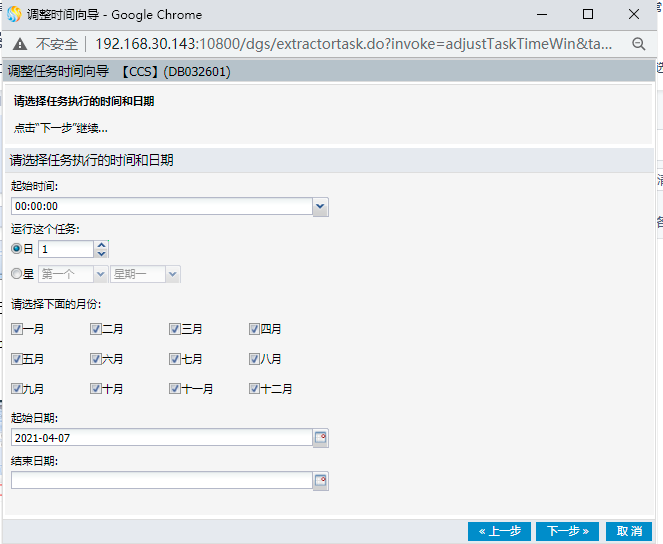 调整时间向导 - Google Chrome
不安全 192.168.30.143:10800/dgs/extractortask.do?invoke=adjustTaskTimeWin&ta...
调整任务时间向导 【CCS】(DB032601)
请选择任务执行的时间和日期
点击“下一步”继续...
请选择任务执行的时间和日期
起始时间:
00:00:00
运行这个任务:
日 1
星 第一个 星期一
请选择下面的月份:
一月 二月 三月 四月
五月 六月 七月 八月
九月 十月 十一月 十二月
起始日期:
2021-04-07
结束日期:
« 上一步 下一步 » 取 消